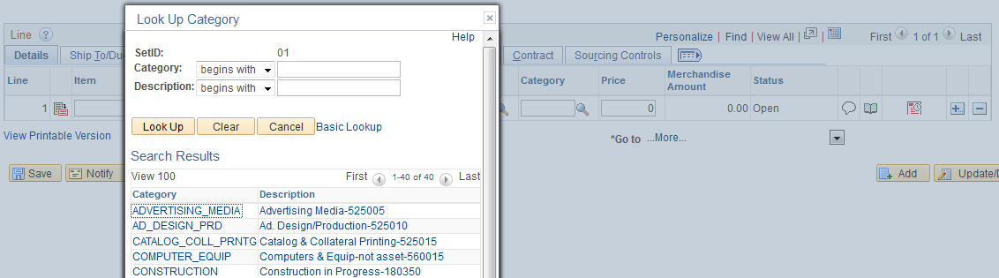 Look Up Category
Help
SetID: 01
Category: begins with
Description: begins with
Look Up Clear Cancel Basic Lookup
Search Results
View 100 First 1-40 of 40 Last
Category Description
ADVERTISING_MEDIA Advertising Media-525005
AD_DESIGN_PRD Ad. Design/Production-525010
CATALOG_COLL_PRNTG Catalog & Collateral Printing-525015
COMPUTER_EQUIP Computers & Equip-not asset-560015
CONSTRUCTION Construction in Progress-180350
Line ? Personalize | Find | View All | First 1 of 1 Last
Details Ship To/Du Contract Sourcing Controls
Line Item Category Price Merchandise Amount Status
1 0 0.00 Open
View Printable Version *Go to ...More...
Save Notify Add Update/D